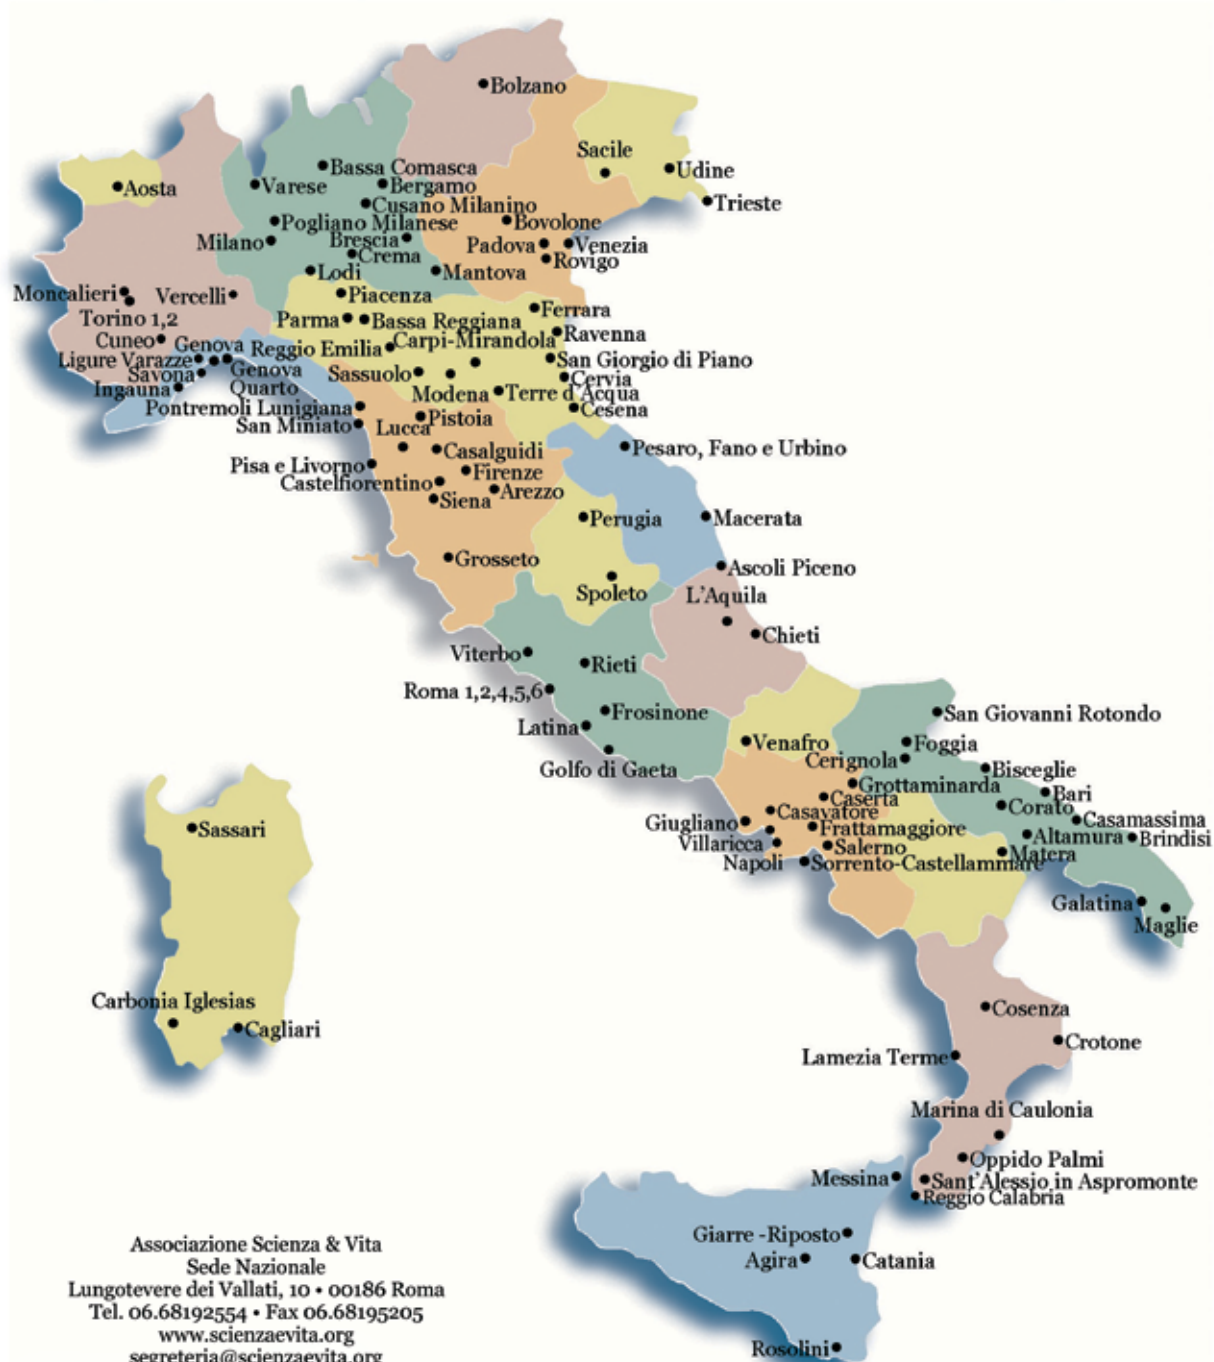 Bolzano
Sacile
Udine
Bassa Comasca
Aosta
Varese
Bergamo
Trieste
Cusano Milanino
Pogliano Milanese
Bovolone
Milano
Brescia
Padova
Venezia
Crema
Rovigo
Lodi
Mantova
Moncalieri
Vercelli
Piacenza
Torino 1,2
Parma
Bassa Reggiana
Ferrara
Ravenna
Cuneo
Genova
Reggio Emilia
Carpi-Mirandola
Ligure Varazze
San Giorgio di Piano
Savona
Genova
Quarto
Sassuolo
Cervia
Ingauna
Modena
Terre d'Acqua
Pontremoli Lunigiana
Cesena
San Miniato
Lucca
Pistoia
Pesaro, Fano e Urbino
Casalguidi
Pisa e Livorno
Firenze
Castelfiorentino
Arezzo
Siena
Perugia
Macerata
Grosseto
Ascoli Piceno
Spoleto
L'Aquila
Chieti
Viterbo
Rieti
Roma 1,2,4,5,6
Frosinone
San Giovanni Rotondo
Latina
Venafro
Foggia
Cerignola
Golfo di Gaeta
Bisceglie
Grottaminarda
Bari
Caserta
Corato
Casavatore
Casamassima
Giugliano
Frattamaggiore
Sassari
Altamura
Brindisi
Villaricca
Salerno
Matera
Napoli
Sorrento-Castellammare
Galatina
Maglie
Carbonia Iglesias
Cagliari
Cosenza
Crotone
Lamezia Terme
Marina di Caulonia
Oppido Palmi
Messina
Sant'Alessio in Aspromonte
Reggio Calabria
Giarre -Riposto
Agira
Catania
Rosolini
Associazione Scienza & Vita
Sede Nazionale
Lungotevere dei Vallati, 10 • 00186 Roma
Tel. 06.68192554 • Fax 06.68195205
www.scienzaevita.org
segreteria@scienzaevita.org